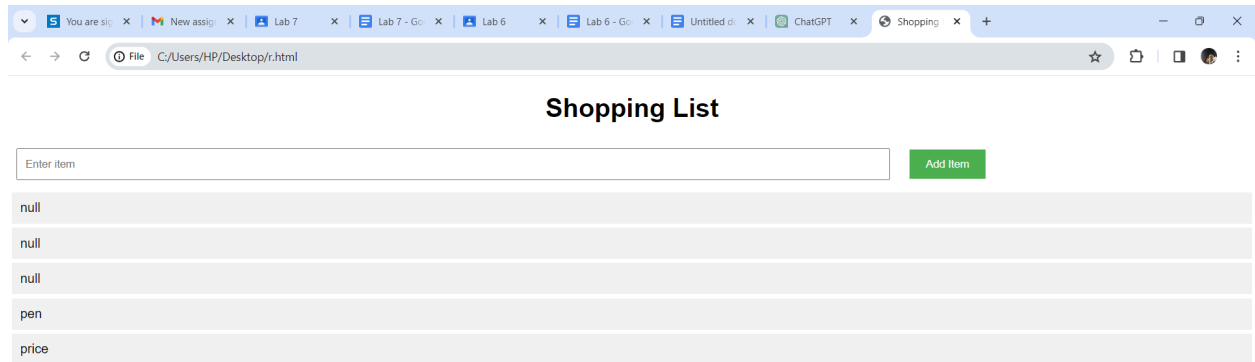 You are sig
New assig
Lab 7
Lab 7 - Go
Lab 6
Lab 6 - Go
Untitled do
ChatGPT
Shopping
File C:/Users/HP/Desktop/r.html
Shopping List
Enter item
Add Item
null
null
null
pen
price